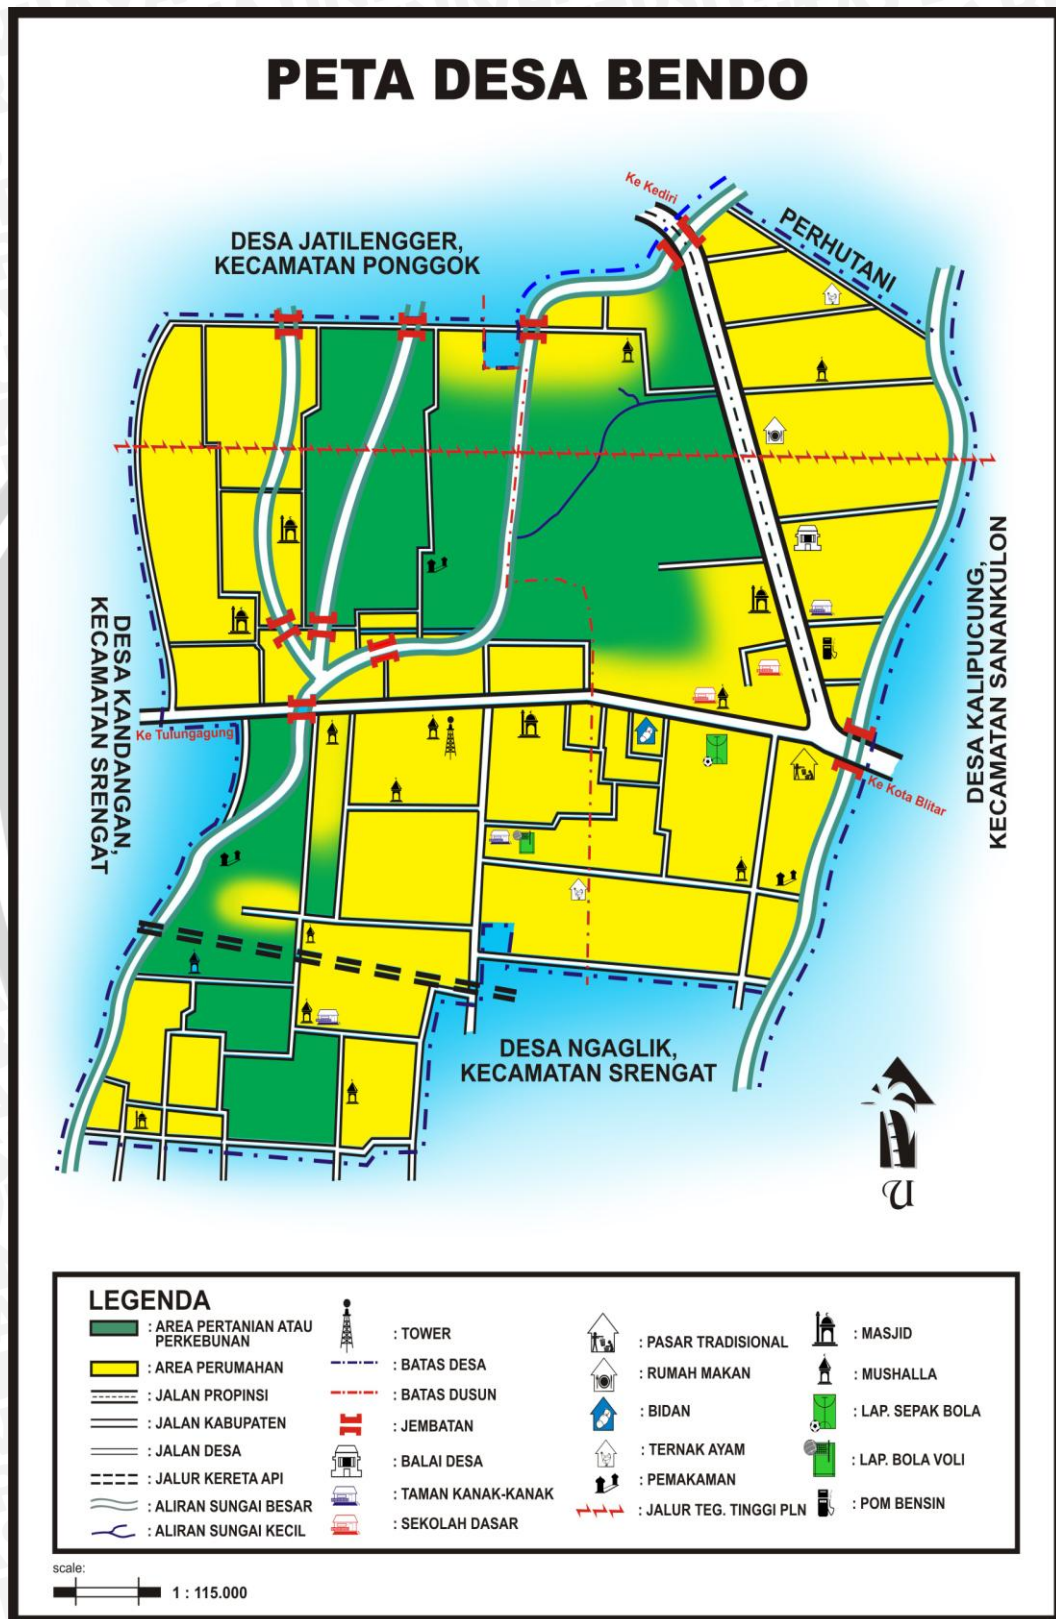 PETA DESA BENDO
Ke Kediri
PERHUTANI
DESA JATILENGGER,
KECAMATAN PONGGOK
DESA KANDANGAN,
KECAMATAN SRENGAT
DESA KALIPUCUNG,
KECAMATAN SANANKULON
Ke Tulungagung
Ke Kota Blitar
DESA NGAGLIK,
KECAMATAN SRENGAT
U
LEGENDA
: AREA PERTANIAN ATAU
PERKEBUNAN
: AREA PERUMAHAN
: JALAN PROPINSI
: JALAN KABUPATEN
: JALAN DESA
: JALUR KERETA API
: ALIRAN SUNGAI BESAR
: ALIRAN SUNGAI KECIL
: TOWER
: BATAS DESA
: BATAS DUSUN
: JEMBATAN
: BALAI DESA
: TAMAN KANAK-KANAK
: SEKOLAH DASAR
: PASAR TRADISIONAL
: RUMAH MAKAN
: BIDAN
: TERNAK AYAM
: PEMAKAMAN
: JALUR TEG. TINGGI PLN
: MASJID
: MUSHALLA
: LAP. SEPAK BOLA
: LAP. BOLA VOLI
: POM BENSIN
scale:
1 : 115.000